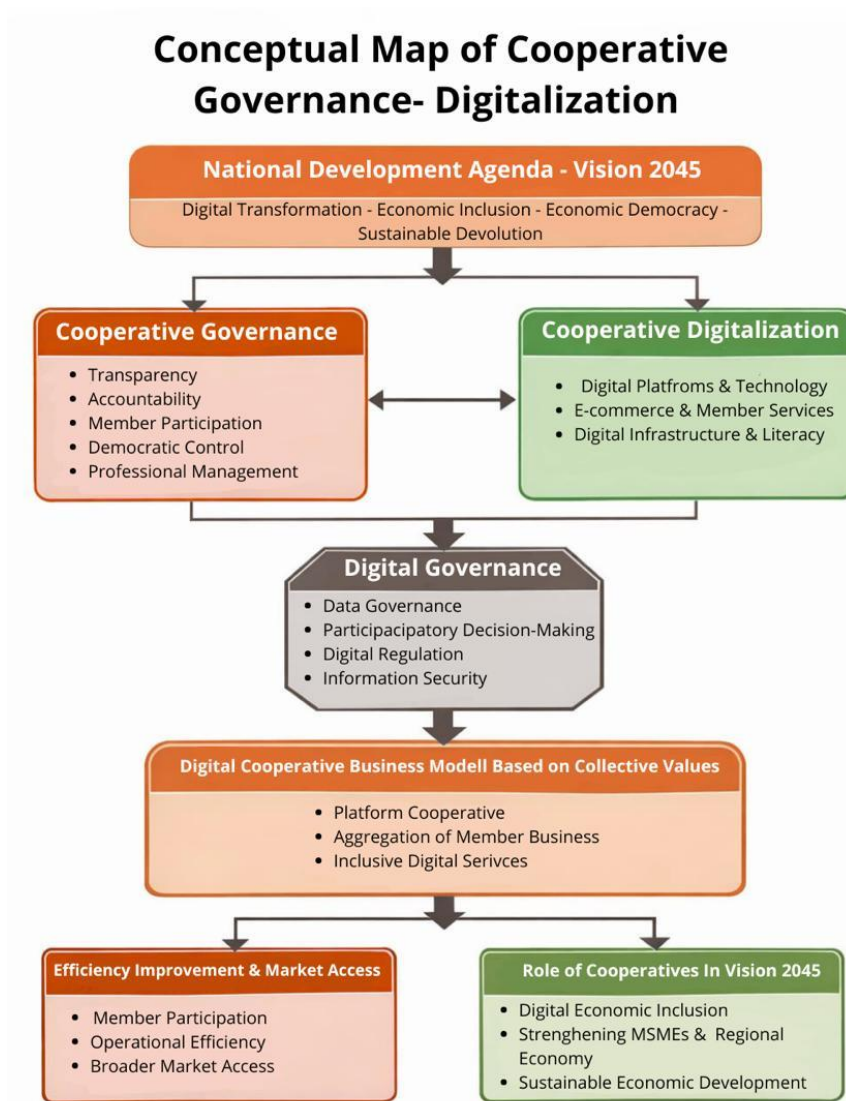 Conceptual Map of Cooperative
Governance- Digitalization
National Development Agenda - Vision 2045
Digital Transformation - Economic Inclusion - Economic Democracy -
Sustainable Devolution
Cooperative Governance
• Transparency
• Accountability
• Member Participation
• Democratic Control
• Professional Management
Cooperative Digitalization
• Digital Platfroms & Technology
• E-commerce & Member Services
• Digital Infrastructure & Literacy
Digital Governance
• Data Governance
• Participacipatory Decision-Making
• Digital Regulation
• Information Security
Digital Cooperative Business Modell Based on Collective Values
• Platform Cooperative
• Aggregation of Member Business
• Inclusive Digital Serivces
Efficiency Improvement & Market Access
• Member Participation
• Operational Efficiency
• Broader Market Access
Role of Cooperatives In Vision 2045
• Digital Economic Inclusion
• Strenghening MSMEs & Regional
Economy
• Sustainable Economic Development